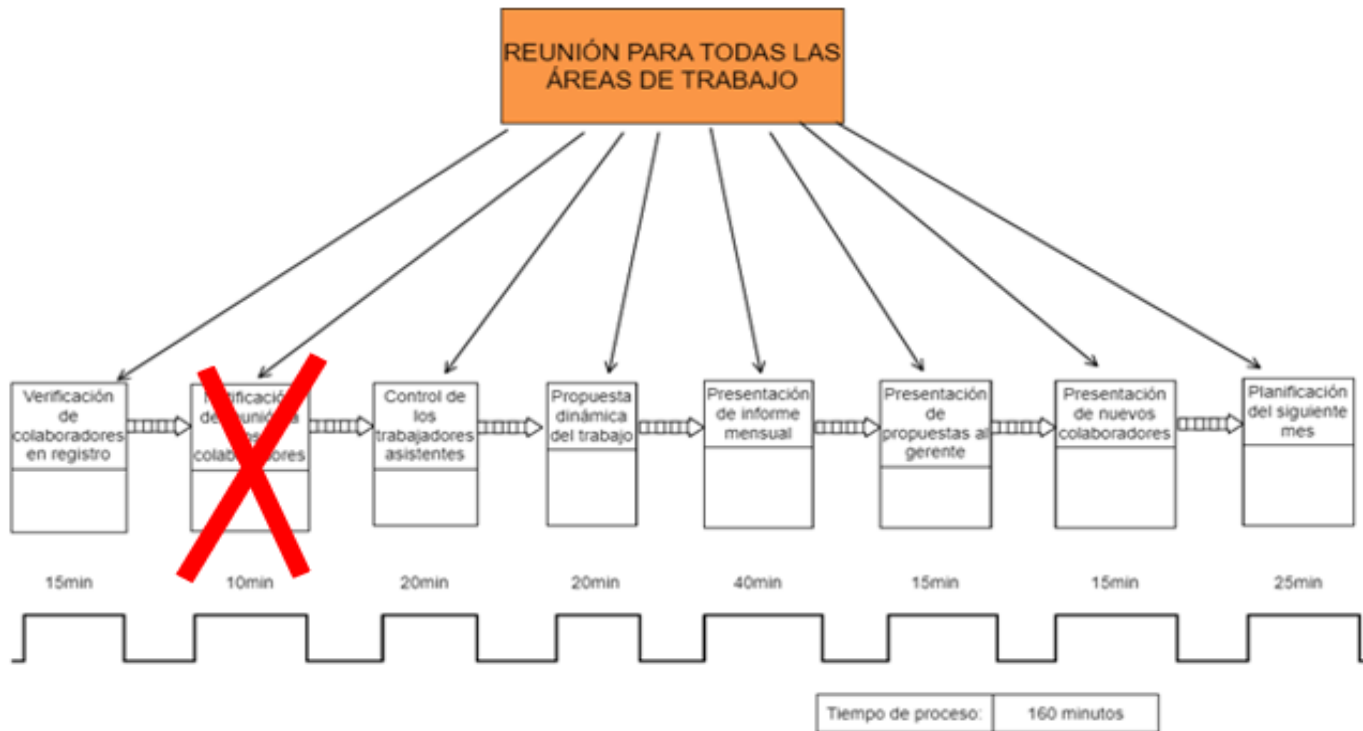 REUNIÓN PARA TODAS LAS
ÁREAS DE TRABAJO
Verificación
de
colaboradores
en registro
colaboradores
Control de
los
trabajadores
asistentes
Propuesta
dinámica
del trabajo
Presentación
de informe
mensual
Presentación
de
propuestas al
gerente
Presentación
de nuevos
colaboradores
Planificación
del siguiente
mes
15min
10min
20min
20min
40min
15min
15min
25min
Tiempo de proceso:
160 minutos